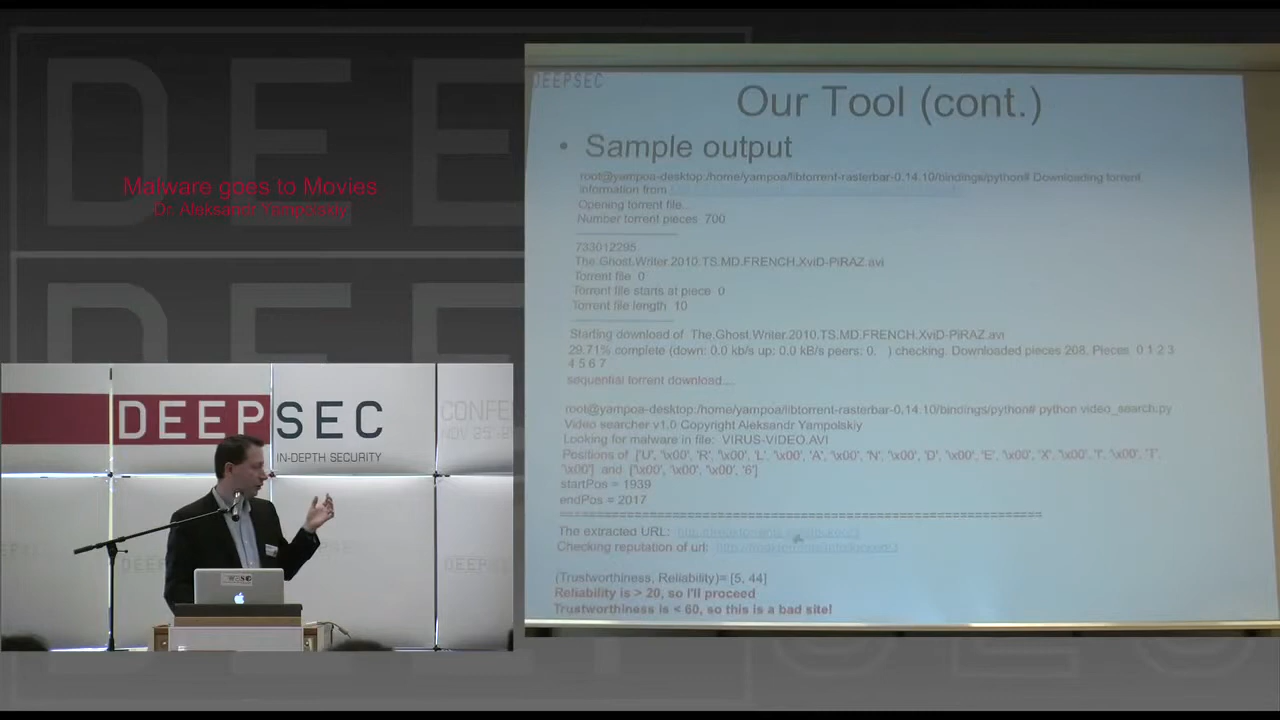 DEEPSEC
Our Tool (cont.)
• Sample output
root@yampoa-desktop:/home/yampoa/libtorrent-rasterbar-0.14.10/bindings/python# Downloading torrent
information from
Opening torrent file...
Number torrent pieces 700
733012295
The.Ghost.Writer.2010.TS.MD.FRENCH.XviD-PiRAZ.avi
Torrent file 0
Torrent file starts at piece 0
Torrent file length 10
Starting download of The.Ghost.Writer.2010.TS.MD.FRENCH.XviD-PiRAZ.avi
29.71% complete (down: 0.0 kb/s up: 0.0 kB/s peers: 0. ) checking. Downloaded pieces 208. Pieces 0 1 2 3
4 5 6 7
sequential torrent download....
root@yampoa-desktop:/home/yampoa/libtorrent-rasterbar-0.14.10/bindings/python# python video_search.py
Video searcher v1.0 Copyright Aleksandr Yampolskiy
Looking for malware in file: VIRUS-VIDEO.AVI
Positions of ['U', '\x00', 'R', '\x00', 'L', '\x00', 'A', '\x00', 'N', '\x00', 'D', '\x00', 'E', '\x00', 'X', '\x00', 'I', '\x00', 'T',
'\x00'] and ['\x00', '\x00', '\x00', '6']
startPos = 1939
endPos = 2017
The extracted URL:
Checking reputation of url:
(Trustworthiness, Reliability)= [5, 44]
Reliability is > 20, so I'll proceed
Trustworthiness is < 60, so this is a bad site!
Malware goes to Movies
Dr. Aleksandr Yampolskiy
DEEPSEC
IN-DEPTH SECURITY
CONFE
NOV 23